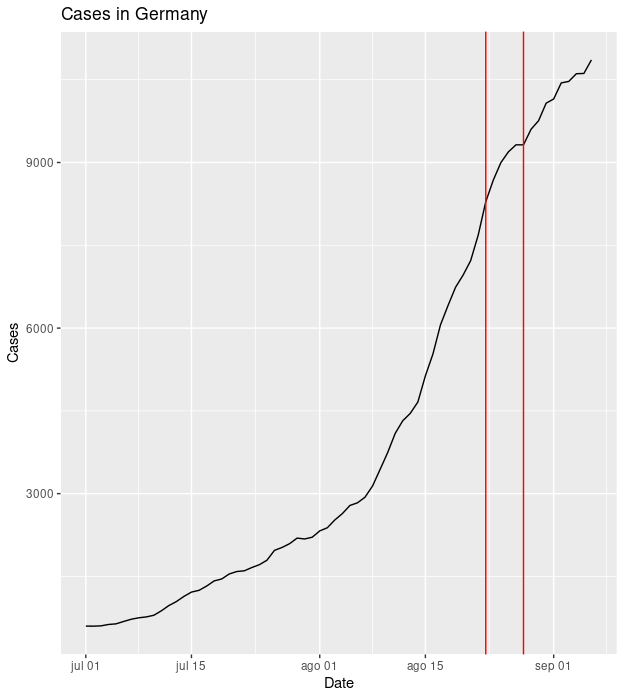 Cases in Germany
9000
6000
3000
Cases
jul 01
jul 15
ago 01
ago 15
sep 01
Date